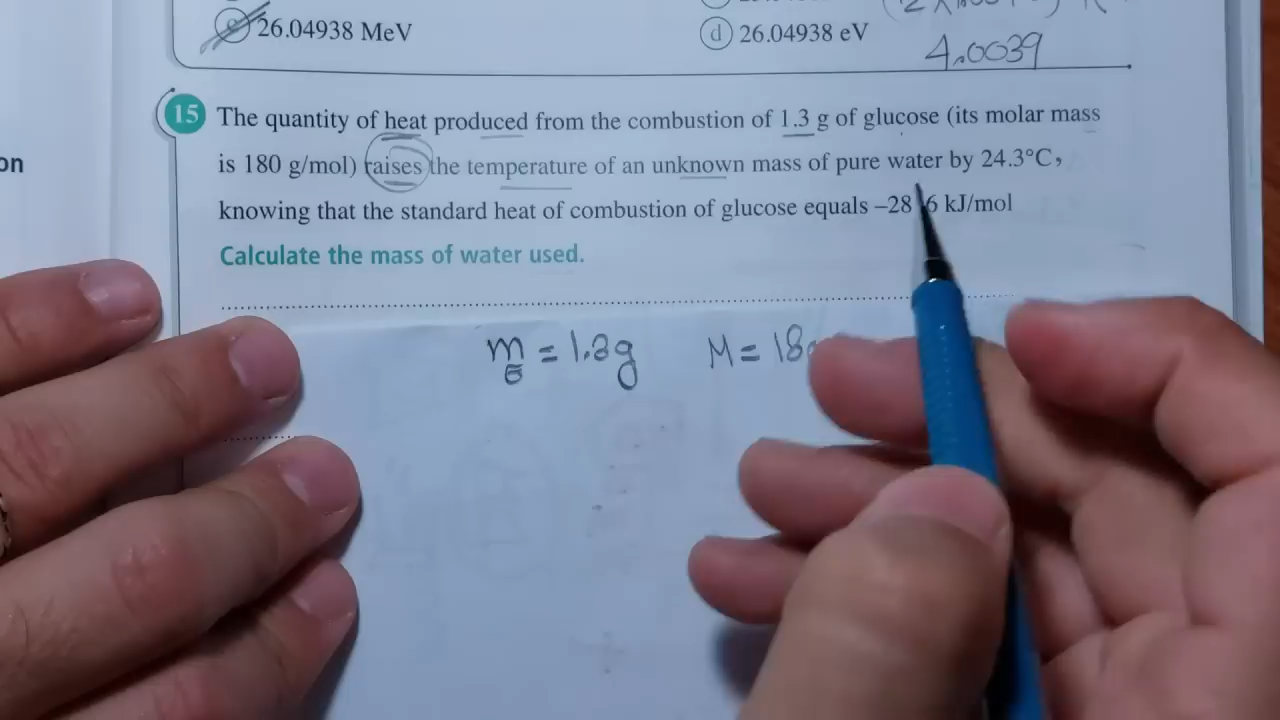 26.04938 MeV
d 26.04938 eV
4.0039
15 The quantity of heat produced from the combustion of 1.3 g of glucose (its molar mass
on
is 180 g/mol) raises the temperature of an unknown mass of pure water by 24.3°C,
knowing that the standard heat of combustion of glucose equals kJ/mol
Calculate the mass of water used.
m = 1.3g M = 18